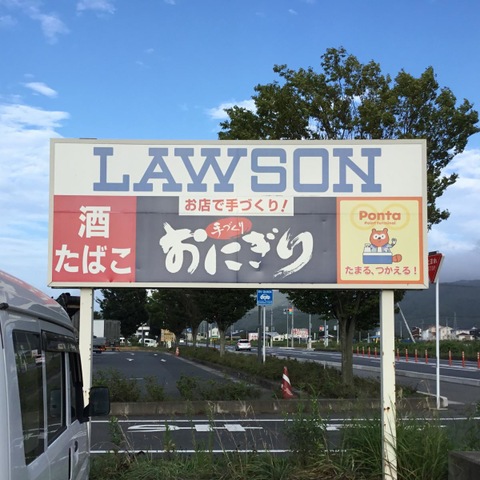 LAWSON
お店で手づくり!
酒
たばこ
手づくり
おにぎり
Ponta
たまる、つかえる!